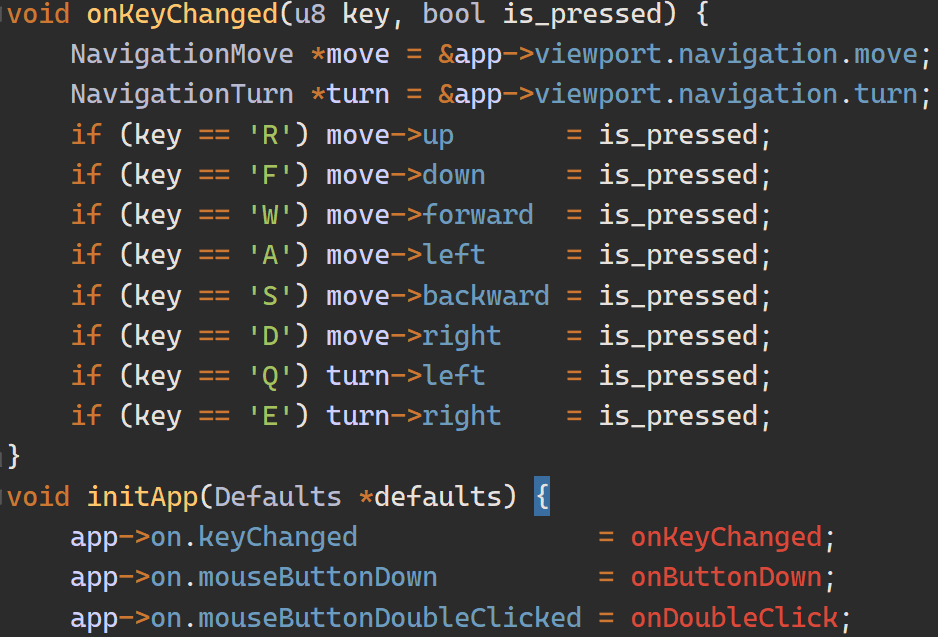 void onKeyChanged(u8 key, bool is_pressed) {
    NavigationMove *move = &app->viewport.navigation.move;
    NavigationTurn *turn = &app->viewport.navigation.turn;
    if (key == 'R') move->up       = is_pressed;
    if (key == 'F') move->down     = is_pressed;
    if (key == 'W') move->forward  = is_pressed;
    if (key == 'A') move->left     = is_pressed;
    if (key == 'S') move->backward = is_pressed;
    if (key == 'D') move->right    = is_pressed;
    if (key == 'Q') turn->left     = is_pressed;
    if (key == 'E') turn->right    = is_pressed;
}
void initApp(Defaults *defaults) {
    app->on.keyChanged               = onKeyChanged;
    app->on.mouseButtonDown          = onButtonDown;
    app->on.mouseButtonDoubleClicked = onDoubleClick;